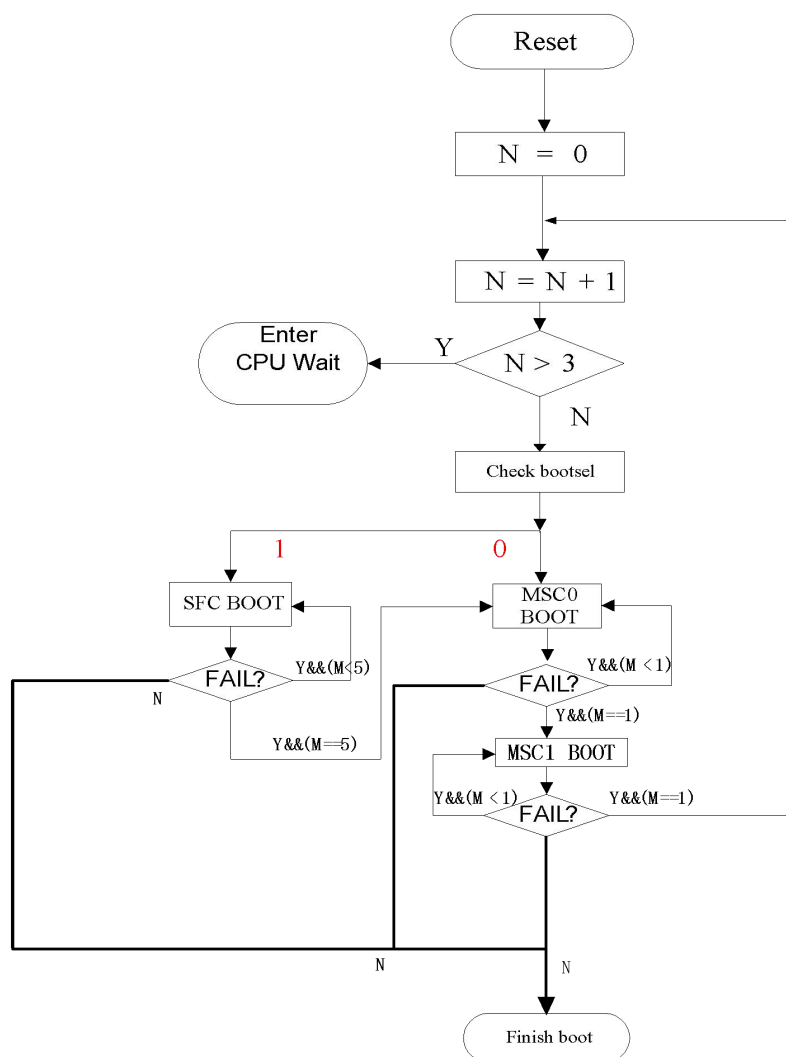 Reset
N = 0
N = N + 1
Enter
CPU Wait
Y
N > 3
N
Check bootsel
1
0
SFC BOOT
MSC0
BOOT
FAIL?
Y&&(M<5)
N
FAIL?
Y&&(M < 1)
Y&&(M==5)
Y&&(M==1)
MSC1 BOOT
Y&&(M < 1)
FAIL?
Y&&(M==1)
N
N
Finish boot